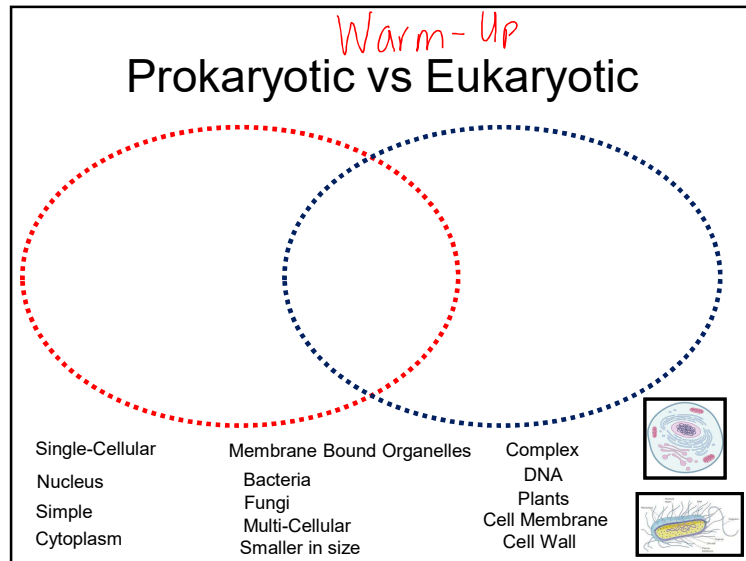 Warm-Up
Prokaryotic vs Eukaryotic
Single-Cellular
Nucleus
Simple
Cytoplasm
Membrane Bound Organelles
Bacteria
Fungi
Multi-Cellular
Smaller in size
Complex
DNA
Plants
Cell Membrane
Cell Wall